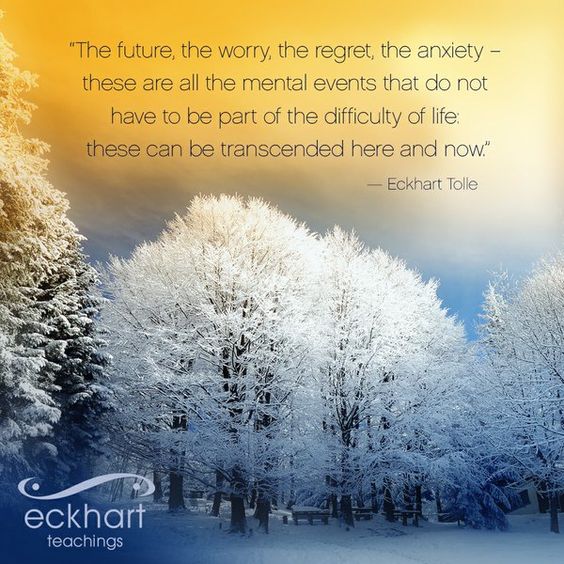 “The future, the worry, the regret, the anxiety –
these are all the mental events that do not
have to be part of the difficulty of life:
these can be transcended here and now.”
— Eckhart Tolle
eckhart
teachings